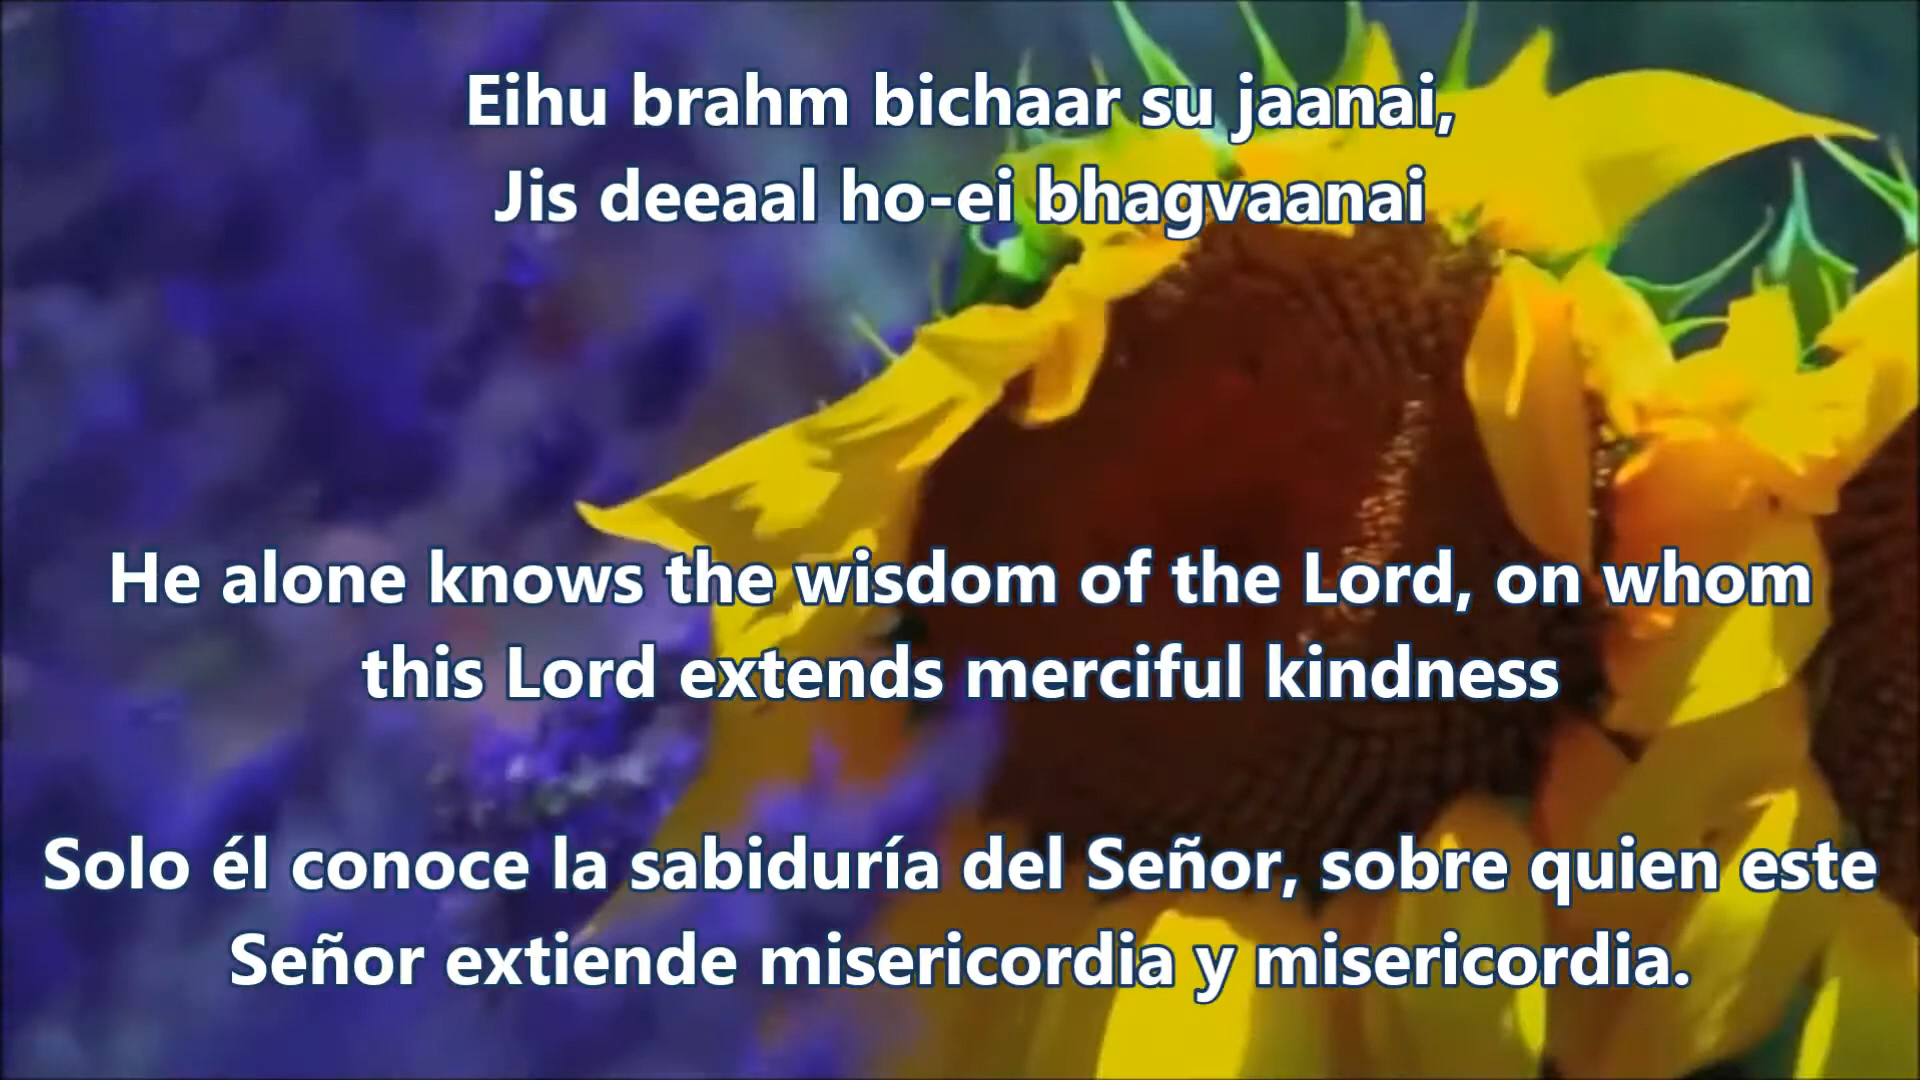 Eihu brahm bichaar su jaanai,
Jis deeaal ho-ei bhagvaanai
He alone knows the wisdom of the Lord, on whom
this Lord extends merciful kindness
Solo él conoce la sabiduría del Señor, sobre quien este
Señor extiende misericordia y misericordia.